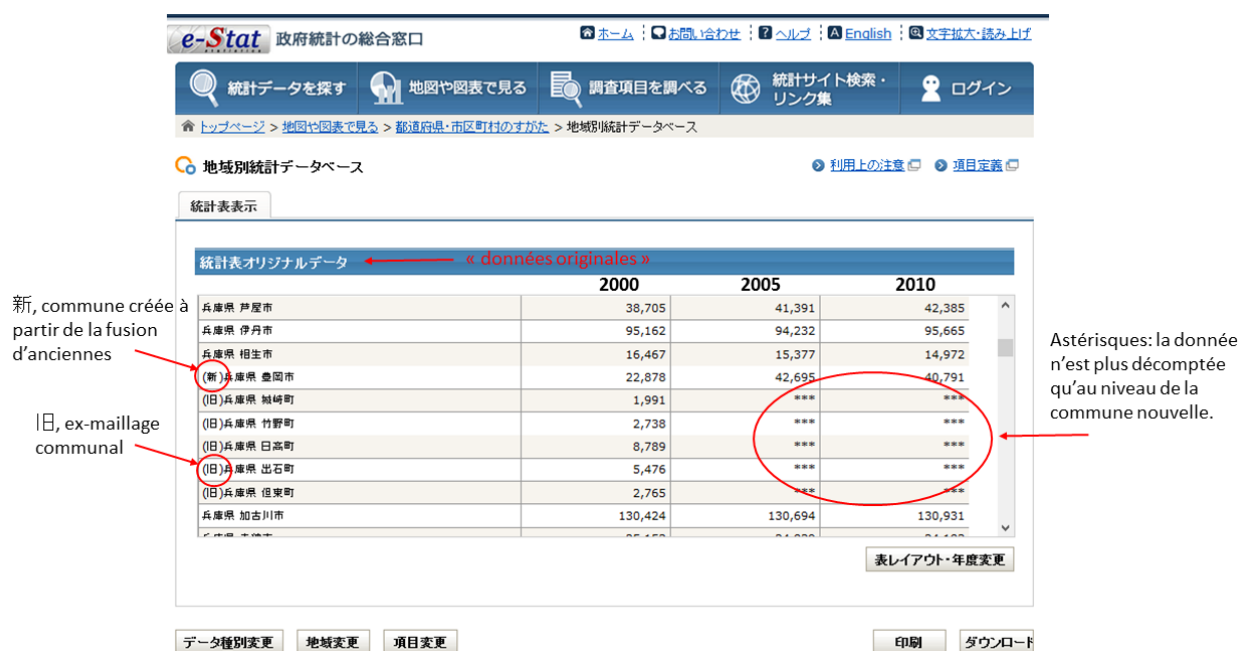 e-Stat 政府統計の総合窓口
ホーム お問い合わせ ヘルプ English 文字拡大・読み上げ
統計データを探す 地図や図表で見る 調査項目を調べる 統計サイト検索・リンク集 ログイン
トップページ > 地図や図表で見る > 都道府県・市区町村のすがた > 地域別統計データベース
地域別統計データベース 利用上の注意 項目定義
統計表表示
統計表オリジナルデータ « données originales »
2000 2005 2010
兵庫県 芦屋市 38,705 41,391 42,385
兵庫県 伊丹市 95,162 94,232 95,665
兵庫県 相生市 16,467 15,377 14,972
(新)兵庫県 豊岡市 22,878 42,695 40,791
(旧)兵庫県 城崎町 1,991 *** ***
(旧)兵庫県 竹野町 2,738 *** ***
(旧)兵庫県 日高町 8,789 *** ***
(旧)兵庫県 出石町 5,476 *** ***
(旧)兵庫県 但東町 2,765 *** ***
兵庫県 加古川市 130,424 130,694 130,931
新, commune créée à
partir de la fusion
d'anciennes
旧, ex-maillage
communal
Astérisques: la donnée
n'est plus décomptée
qu'au niveau de la
commune nouvelle.
表レイアウト・年度変更
データ種別変更 地域変更 項目変更 印刷 ダウンロード